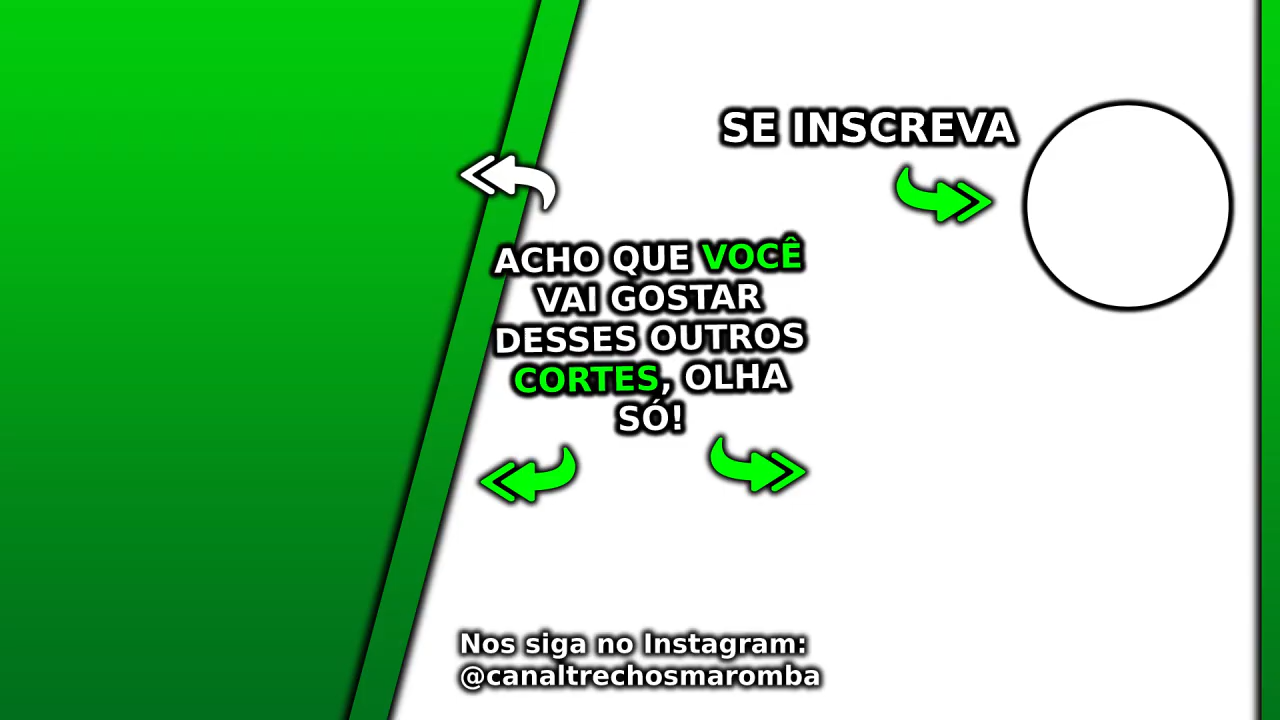 SE INSCREVA
ACHO QUE VOCÊ
VAI GOSTAR
DESSES OUTROS
CORTES, OLHA
SÓ!
Nos siga no Instagram:
@canaltrechosmaromba